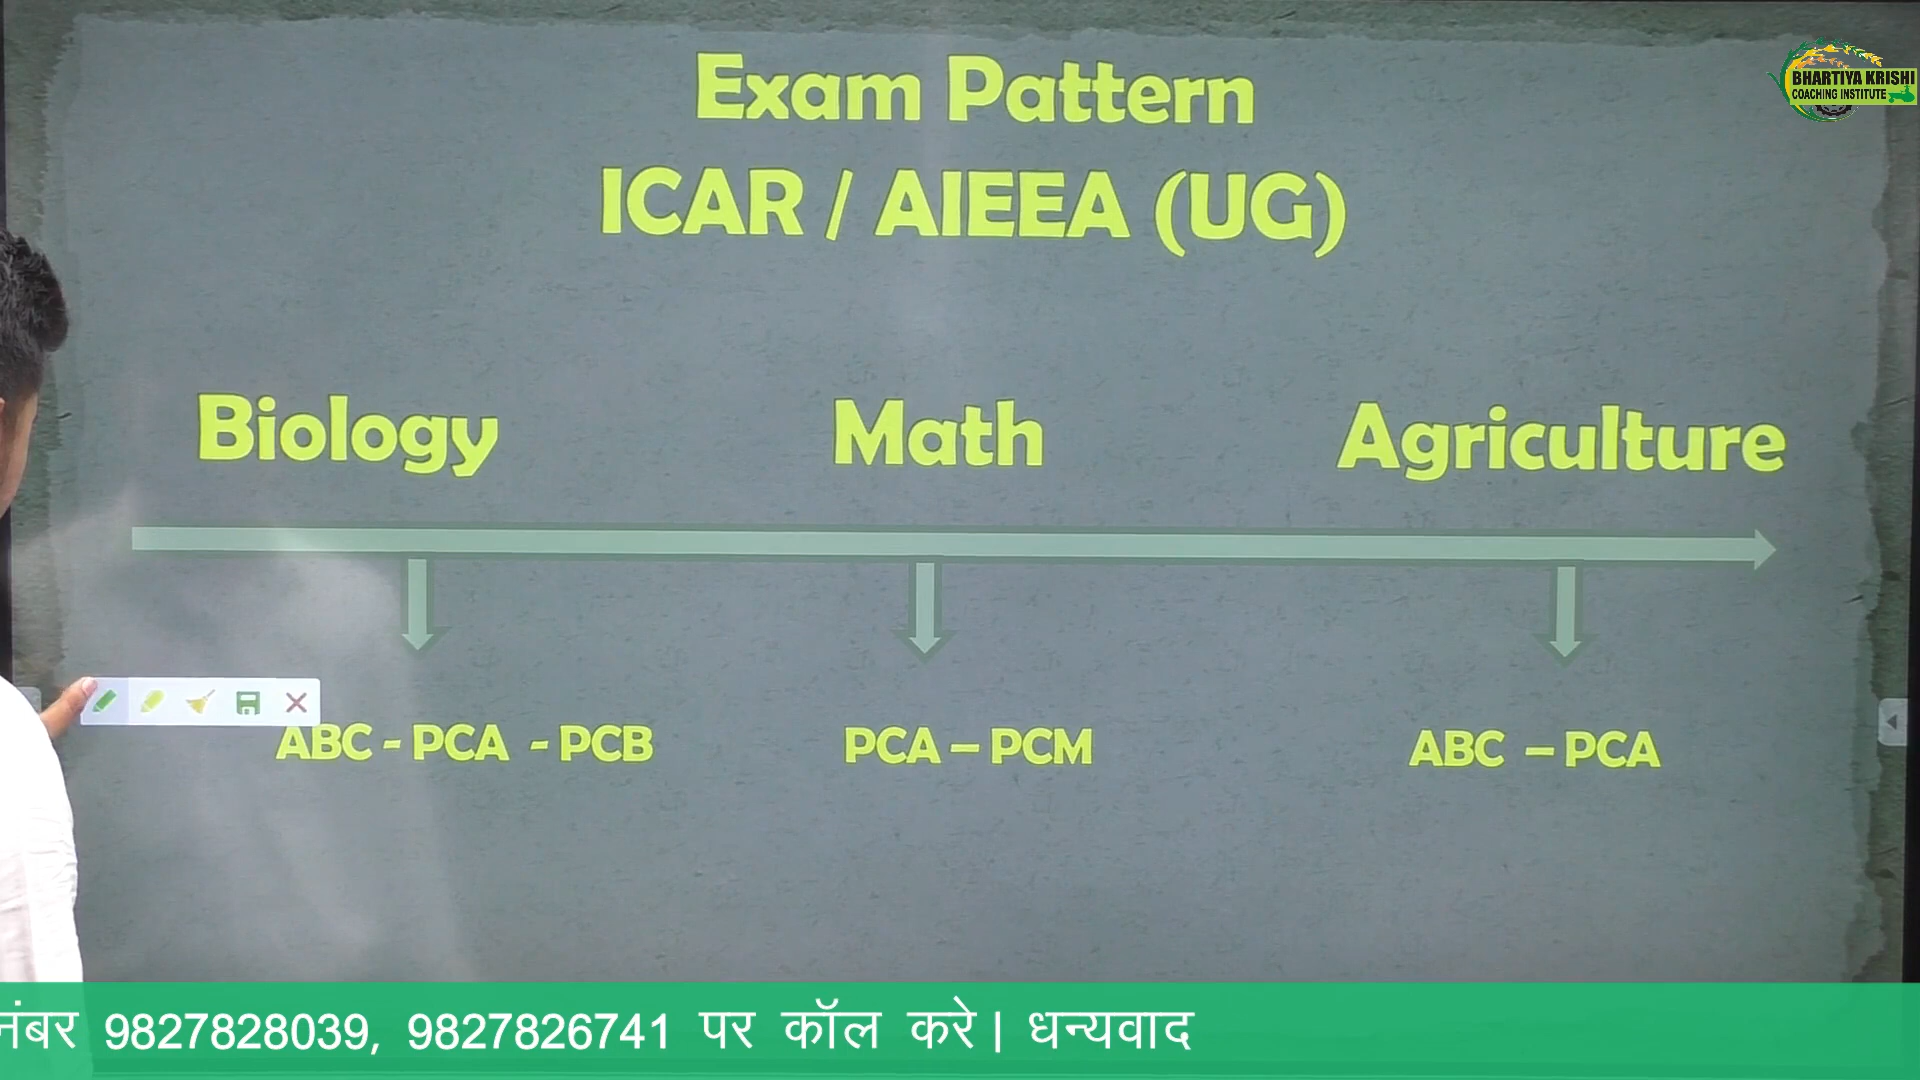 Exam Pattern
ICAR / AIEEA (UG)
BHARTIYA KRISHI
COACHING INSTITUTE
Biology Math Agriculture
ABC - PCA - PCB PCA – PCM ABC – PCA
नंबर 9827828039, 9827826741 पर कॉल करे | धन्यवाद